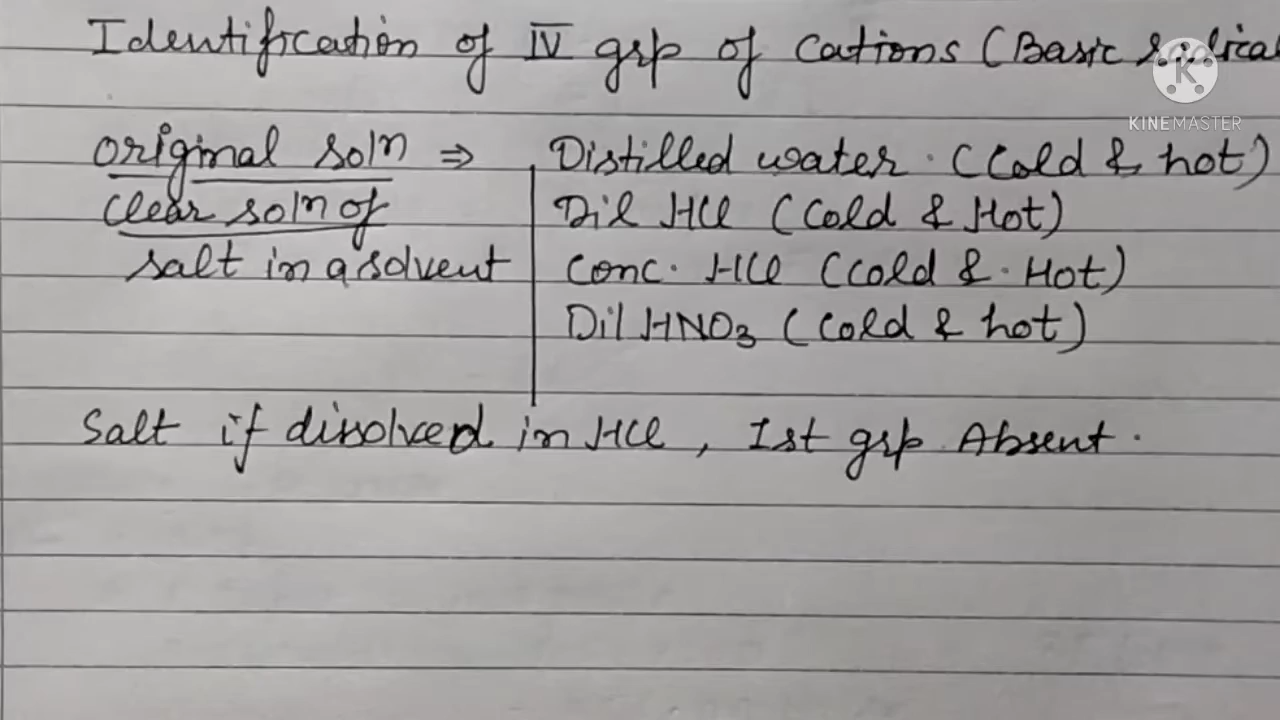 Identification of IV grp of cations (Basic
KINEMASTER
original soln ⇒ Distilled water. (Cold & hot)
clear soln of Dil HCl (Cold & Hot)
salt in a solvent Conc. HCl (Cold & Hot)
Dil HNO3 (Cold & hot)
Salt if disolved in HCl, Ist grp Absent.